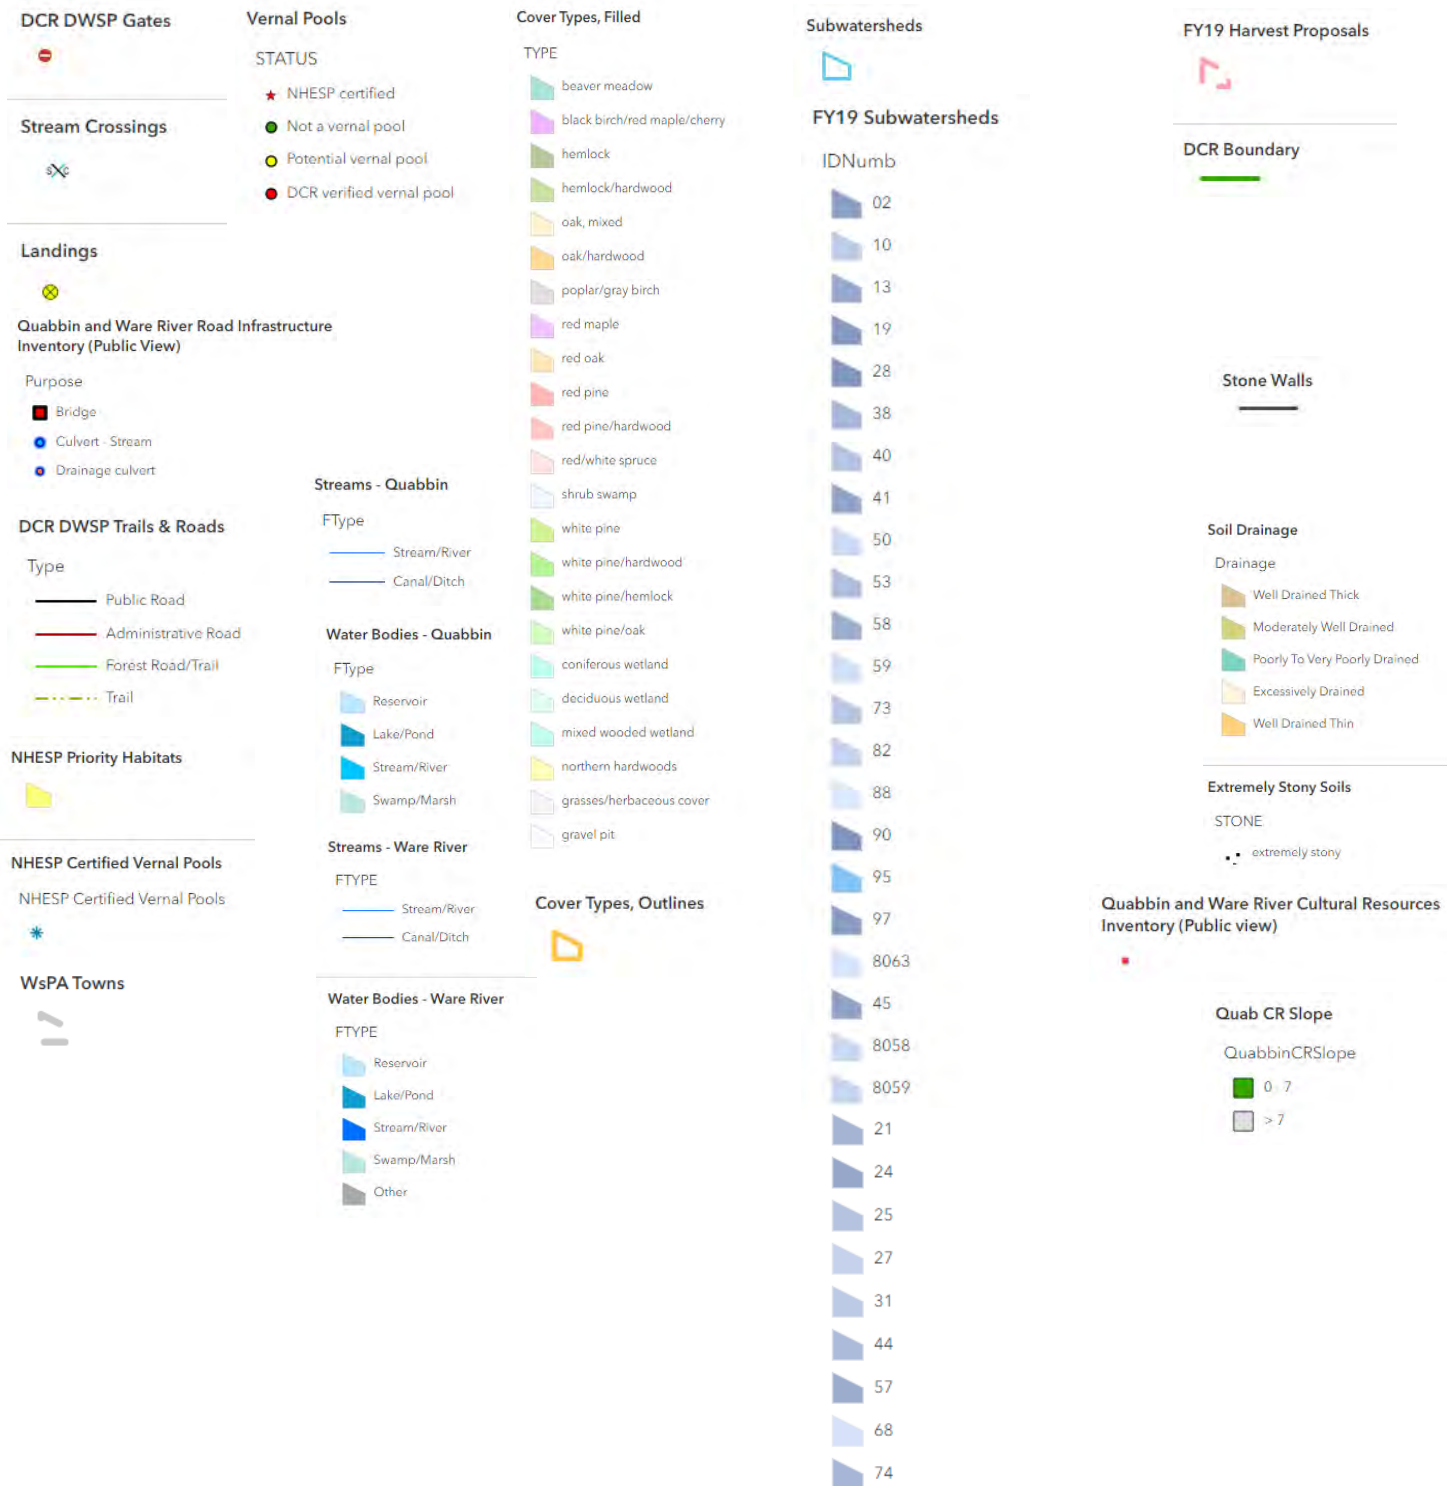 DCR DWSP Gates
Stream Crossings
S C
Landings
Quabbin and Ware River Road Infrastructure
Inventory (Public View)
Purpose
Bridge
Culvert - Stream
Drainage culvert
DCR DWSP Trails & Roads
Type
Public Road
Administrative Road
Forest Road/Trail
Trail
NHESP Priority Habitats
NHESP Certified Vernal Pools
NHESP Certified Vernal Pools
WsPA Towns
Vernal Pools
STATUS
NHESP certified
Not a vernal pool
Potential vernal pool
DCR verified vernal pool
Streams - Quabbin
FType
Stream/River
Canal/Ditch
Water Bodies - Quabbin
FType
Reservoir
Lake/Pond
Stream/River
Swamp/Marsh
Streams - Ware River
FTYPE
Stream/River
Canal/Ditch
Water Bodies - Ware River
FTYPE
Reservoir
Lake/Pond
Stream/River
Swamp/Marsh
Other
Cover Types, Filled
TYPE
beaver meadow
black birch/red maple/cherry
hemlock
hemlock/hardwood
oak, mixed
oak/hardwood
poplar/gray birch
red maple
red oak
red pine
red pine/hardwood
red/white spruce
shrub swamp
white pine
white pine/hardwood
white pine/hemlock
white pine/oak
coniferous wetland
deciduous wetland
mixed wooded wetland
northern hardwoods
grasses/herbaceous cover
gravel pit
Cover Types, Outlines
Subwatersheds
FY19 Subwatersheds
IDNumb
02
10
13
19
28
38
40
41
50
53
58
59
73
82
88
90
95
97
8063
45
8058
8059
21
24
25
27
31
44
57
68
74
FY19 Harvest Proposals
DCR Boundary
Stone Walls
Soil Drainage
Drainage
Well Drained Thick
Moderately Well Drained
Poorly To Very Poorly Drained
Excessively Drained
Well Drained Thin
Extremely Stony Soils
STONE
extremely stony
Quabbin and Ware River Cultural Resources
Inventory (Public view)
Quab CR Slope
QuabbinCRSlope
0 - 7
> 7